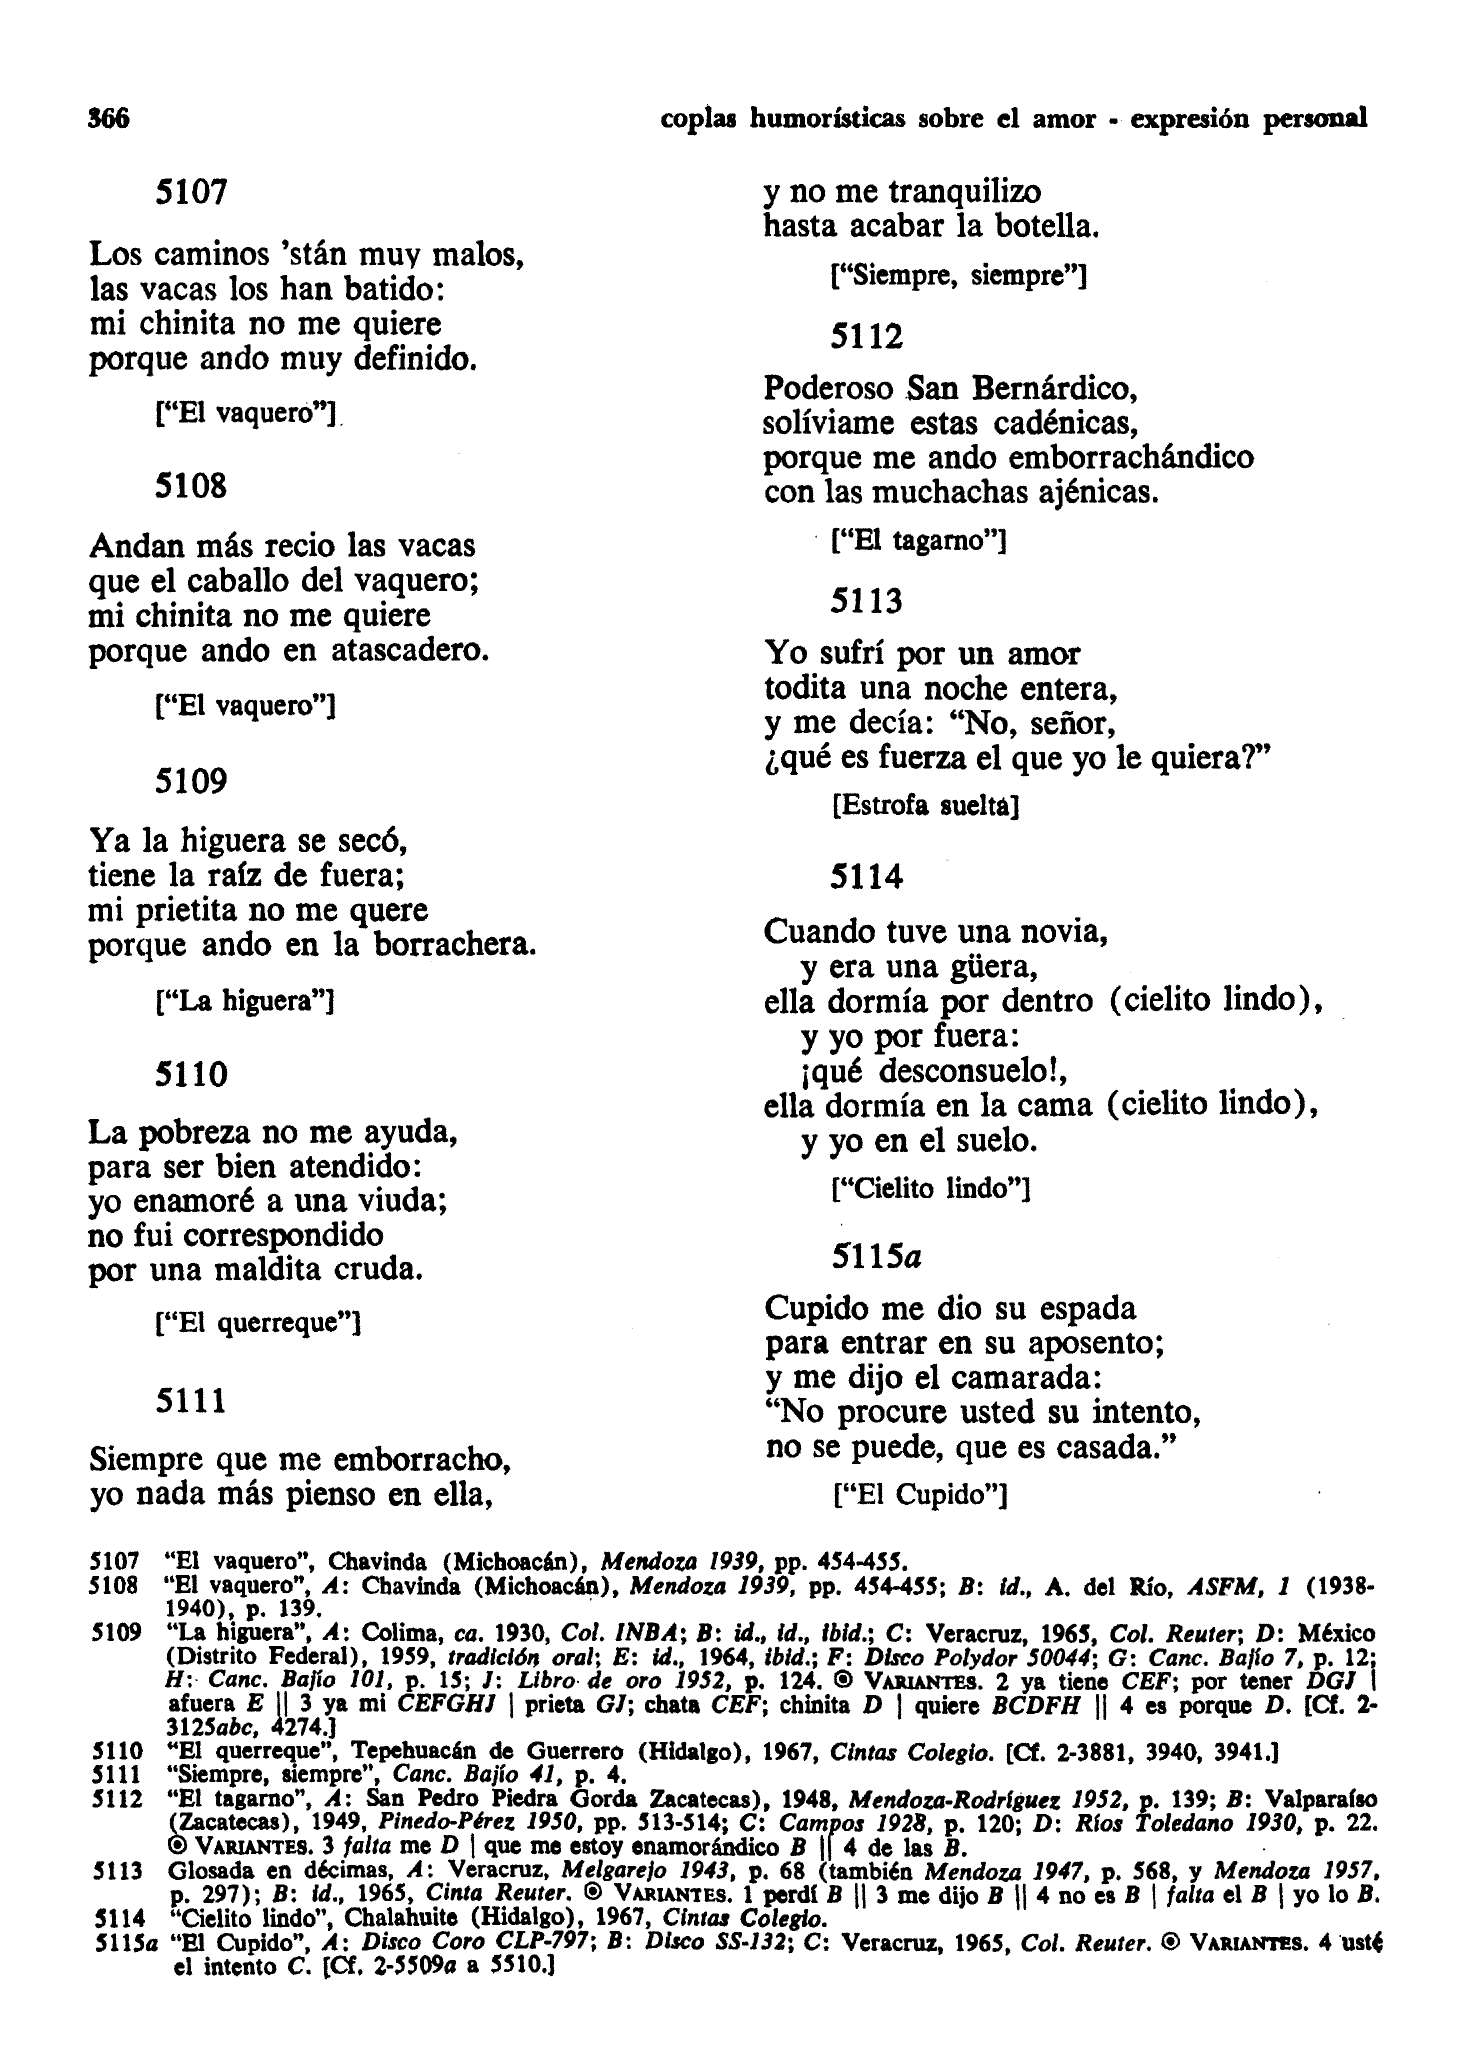 366
coplas humorísticas sobre el amor - expresión personal
5107
Los caminos ’stán muy malos,
las vacas los han batido:
mi chinita no me quiere
porque ando muy definido.
[“El vaquero”]
5108
Andan más recio las vacas
que el caballo del vaquero;
mi chinita no me quiere
porque ando en atascadero.
[“El vaquero”]
5109
Ya la higuera se secó,
tiene la raíz de fuera;
mi prietita no me quere
porque ando en la borrachera.
[“La higuera”]
5110
La pobreza no me ayuda,
para ser bien atendido:
yo enamoré a una viuda;
no fui correspondido
por una maldita cruda.
[“El querreque”]
5111
Siempre que me emborracho,
yo nada más pienso en ella,
y no me tranquilizo
hasta acabar la botella.
[“Siempre, siempre”]
5112
Poderoso San Bernárdico,
solíviame estas cadénicas,
porque me ando emborrachándico
con las muchachas ajénicas.
[“El tagarno”]
5113
Yo sufrí por un amor
todita una noche entera,
y me decía: “No, señor,
¿qué es fuerza el que yo le quiera?”
[Estrofa suelta]
5114
Cuando tuve una novia,
y era una güera,
ella dormía por dentro (cielito lindo),
y yo por fuera:
¡qué desconsuelo!,
ella dormía en la cama (cielito lindo),
y yo en el suelo.
[“Cielito lindo”]
5115a
Cupido me dio su espada
para entrar en su aposento;
y me dijo el camarada:
“No procure usted su intento,
no se puede, que es casada.”
[“El Cupido”]
5107 “El vaquero”, Chavinda (Michoacán), Mendoza 1939, pp. 454-455.
5108 “El vaquero”, A: Chavinda (Michoacán), Mendoza 1939, pp. 454-455; B: id., A. del Río, ASFM, 1 (1938-
1940), p. 139.
5109 “La higuera”, A: Colima, ca. 1930, Col. INBA; B: id., id., ibid.; C: Veracruz, 1965, Col. Reuter; D: México
(Distrito Federal), 1959, tradición oral; E: id., 1964, ibid.; F: Disco Polydor 50044; G: Canc. Bajío 7, p. 12;
H: Canc. Bajío 101, p. 15; J: Libro de oro 1952, p. 124. ⊙ VARIANTES. 2 ya tiene CEF; por tener DGJ |
afuera E || 3 ya mi CEFGHJ | prieta GJ; chata CEF; chinita D | quiere BCDFH || 4 es porque D. [Cf. 2-
3125abc, 4274.]
5110 “El querreque”, Tepehuacán de Guerrero (Hidalgo), 1967, Cintas Colegio. [Cf. 2-3881, 3940, 3941.]
5111 “Siempre, siempre”, Canc. Bajío 41, p. 4.
5112 “El tagarno”, A: San Pedro Piedra Gorda Zacatecas), 1948, Mendoza-Rodríguez 1952, p. 139; B: Valparaíso
(Zacatecas), 1949, Pinedo-Pérez 1950, pp. 513-514; C: Campos 1928, p. 120; D: Ríos Toledano 1930, p. 22.
⊙ VARIANTES. 3 falta me D | que me estoy enamorándico B || 4 de las B.
5113 Glosada en décimas, A: Veracruz, Melgarejo 1943, p. 68 (también Mendoza 1947, p. 568, y Mendoza 1957,
p. 297); B: id., 1965, Cinta Reuter. ⊙ VARIANTES. 1 perdí B || 3 me dijo B || 4 no es B | falta el B | yo lo B.
5114 “Cielito lindo”, Chalahuite (Hidalgo), 1967, Cintas Colegio.
5115a “El Cupido”, A: Disco Coro CLP-797; B: Disco SS-132; C: Veracruz, 1965, Col. Reuter. ⊙ VARIANTES. 4 usté
el intento C. [Cf. 2-5509a a 5510.]